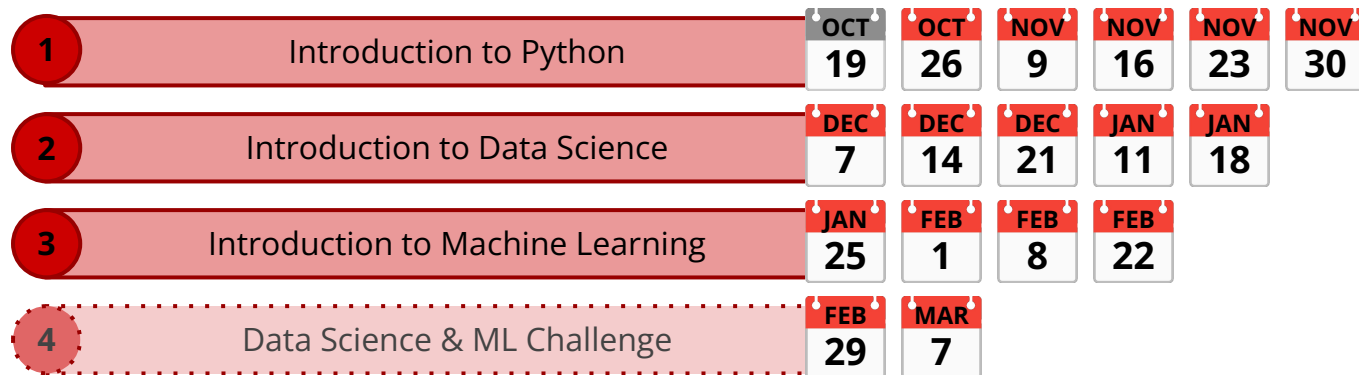 1 Introduction to Python OCT 19 OCT 26 NOV 9 NOV 16 NOV 23 NOV 30
2 Introduction to Data Science DEC 7 DEC 14 DEC 21 JAN 11 JAN 18
3 Introduction to Machine Learning JAN 25 FEB 1 FEB 8 FEB 22
4 Data Science & ML Challenge FEB 29 MAR 7